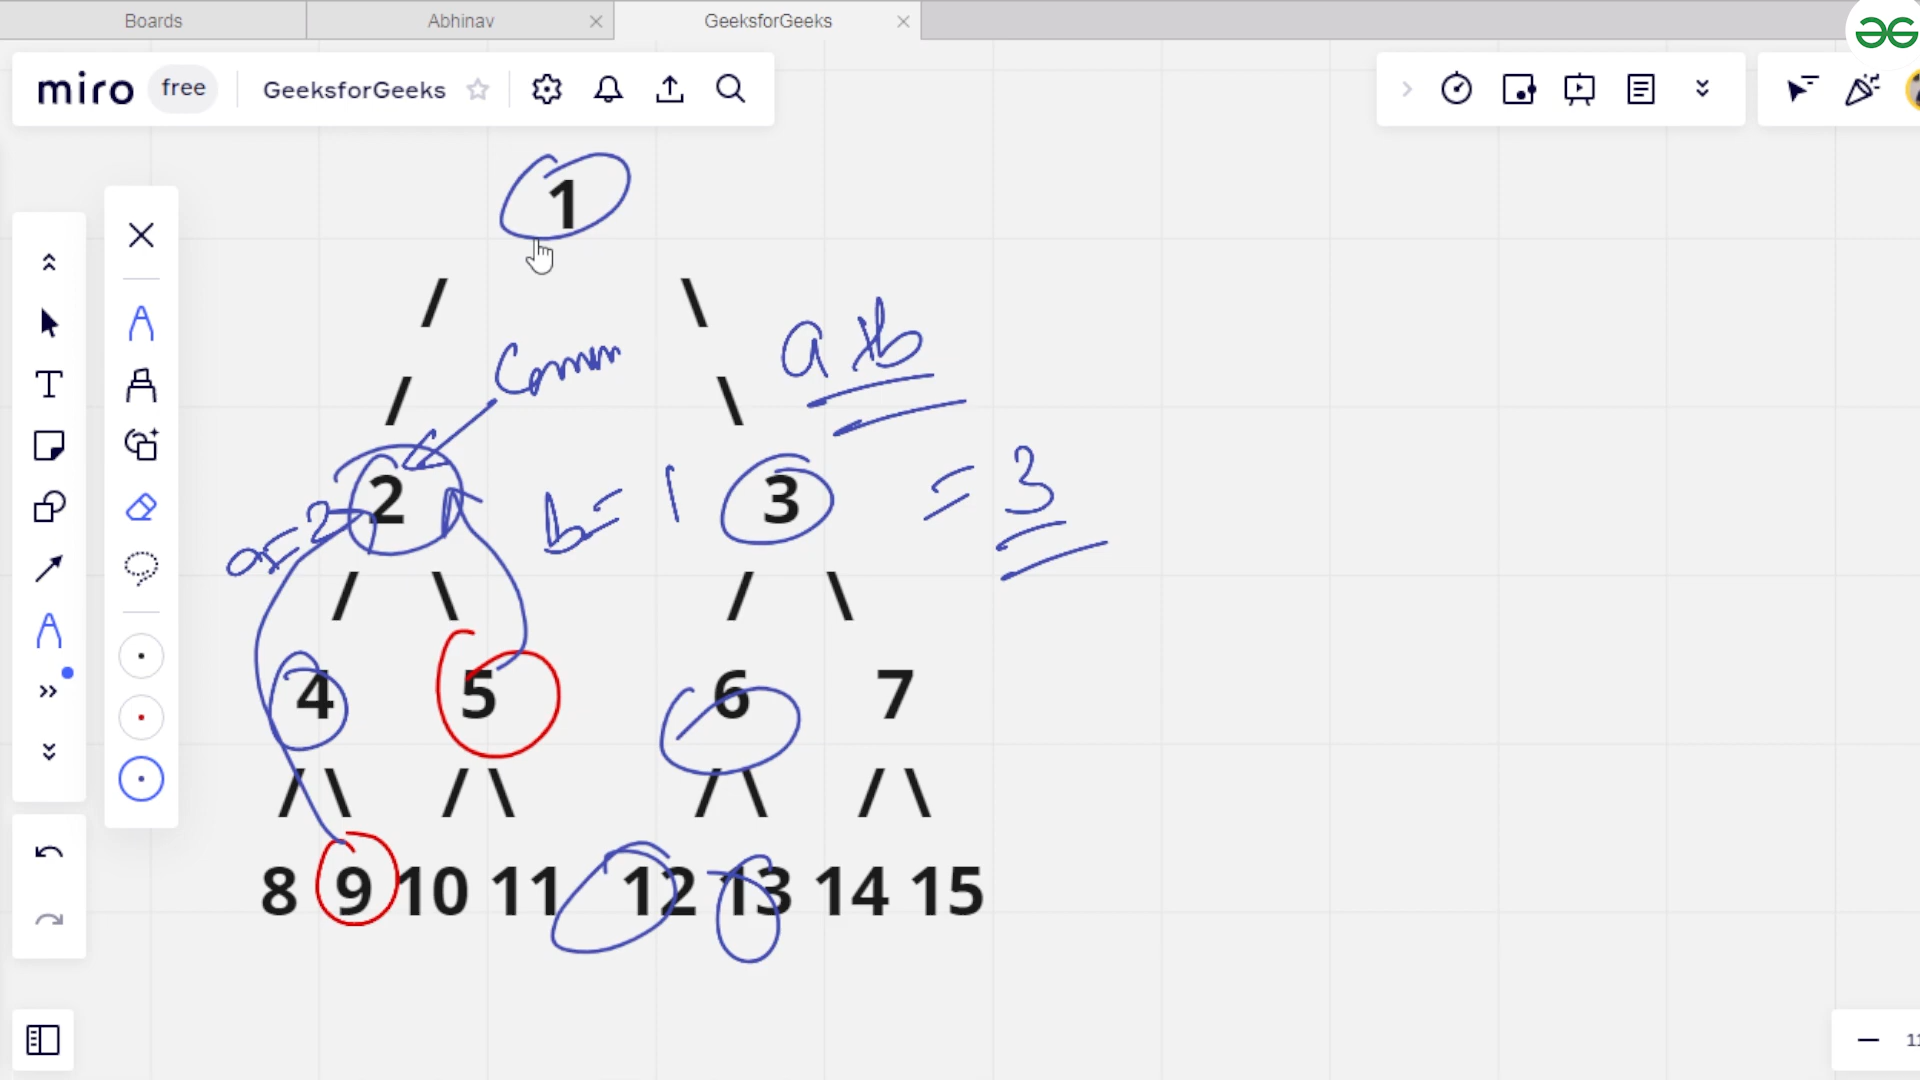 Boards Abhinav GeeksforGeeks
miro free GeeksforGeeks
1
/ \
Comm
a+b
/ \
a=2 2 b=1 3 = 3
/ \ / \
4 5 6 7
/ \ / \ / \ / \
8 9 10 11 12 13 14 15